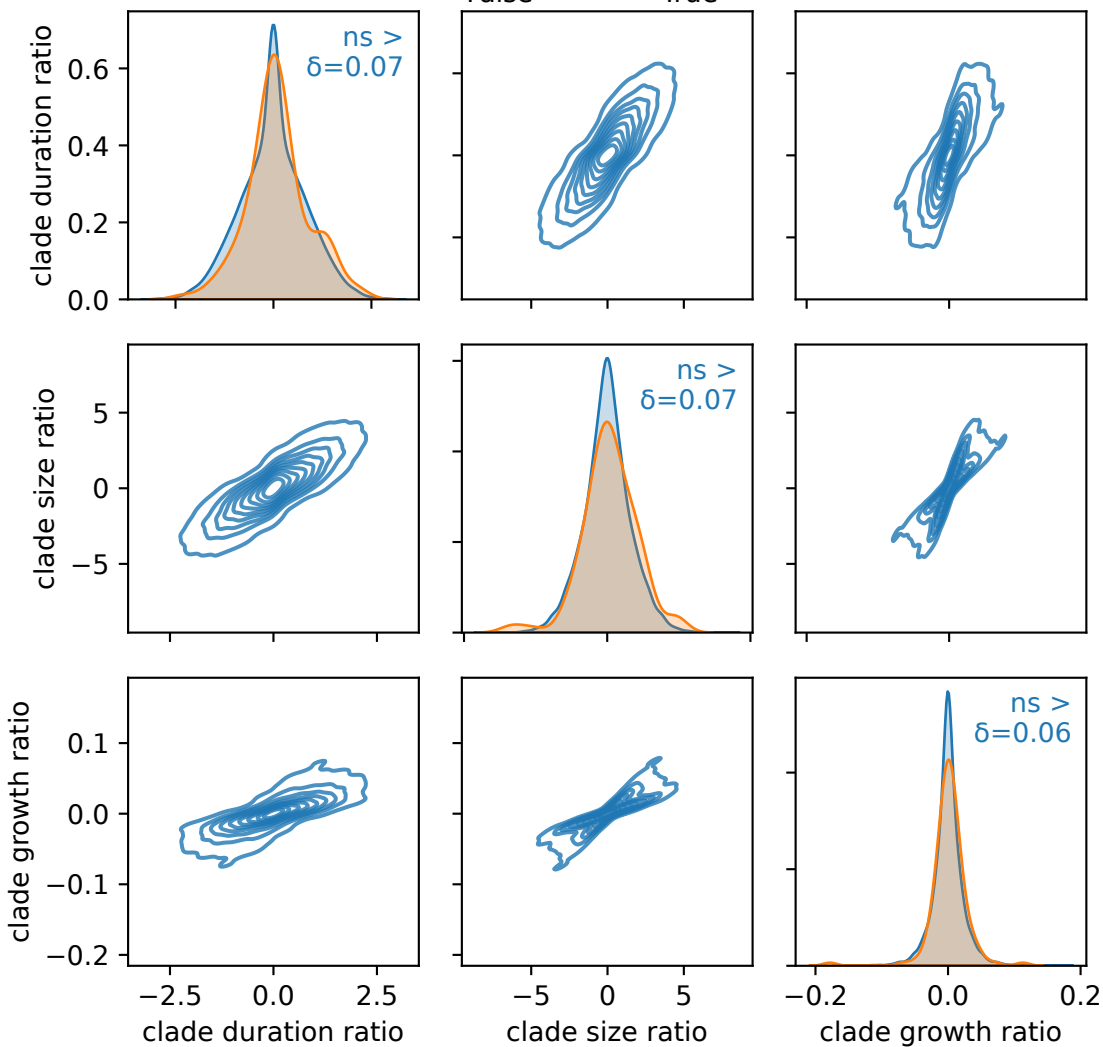 False True
clade duration ratio
0.6
0.4
0.2
0.0
ns >
δ=0.07
clade size ratio
5
0
−5
ns >
δ=0.07
clade growth ratio
0.1
0.0
−0.1
−0.2
ns >
δ=0.06
−2.5 0.0 2.5
−5 0 5
−0.2 0.0 0.2
clade duration ratio
clade size ratio
clade growth ratio